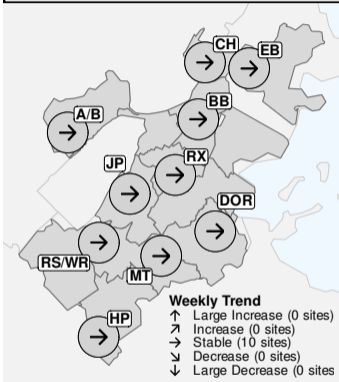 CH
EB
BB
A/B
RX
JP
DOR
RS/WR
MT
HP
Weekly Trend
↑ Large Increase (0 sites)
↗ Increase (0 sites)
→ Stable (10 sites)
↘ Decrease (0 sites)
↓ Large Decrease (0 sites